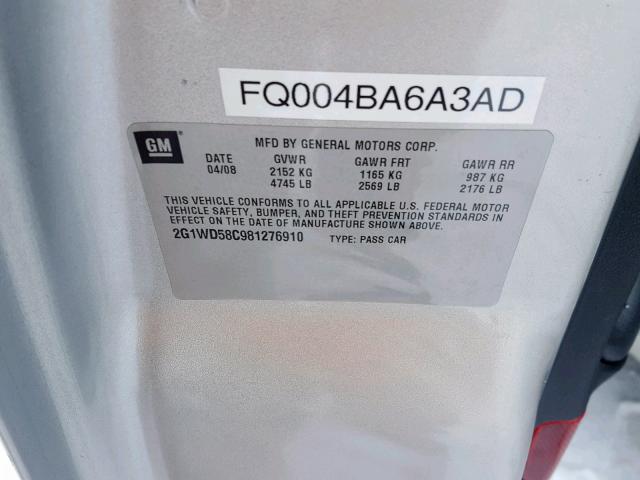 FQ004BA6A3AD
GM
MFD BY GENERAL MOTORS CORP.
DATE GVWR GAWR FRT GAWR RR
04/08 2152 KG 1165 KG 987 KG
4745 LB 2569 LB 2176 LB
THIS VEHICLE CONFORMS TO ALL APPLICABLE U.S. FEDERAL MOTOR
VEHICLE SAFETY, BUMPER, AND THEFT PREVENTION STANDARDS IN
EFFECT ON THE DATE OF MANUFACTURE SHOWN ABOVE.
2G1WD58C981276910 TYPE: PASS CAR